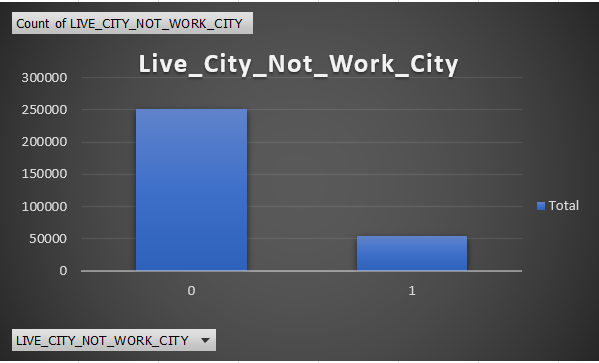 Count of LIVE_CITY_NOT_WORK_CITY
Live_City_Not_Work_City
300000
250000
200000
150000
100000
50000
0
0
1
Total
LIVE_CITY_NOT_WORK_CITY